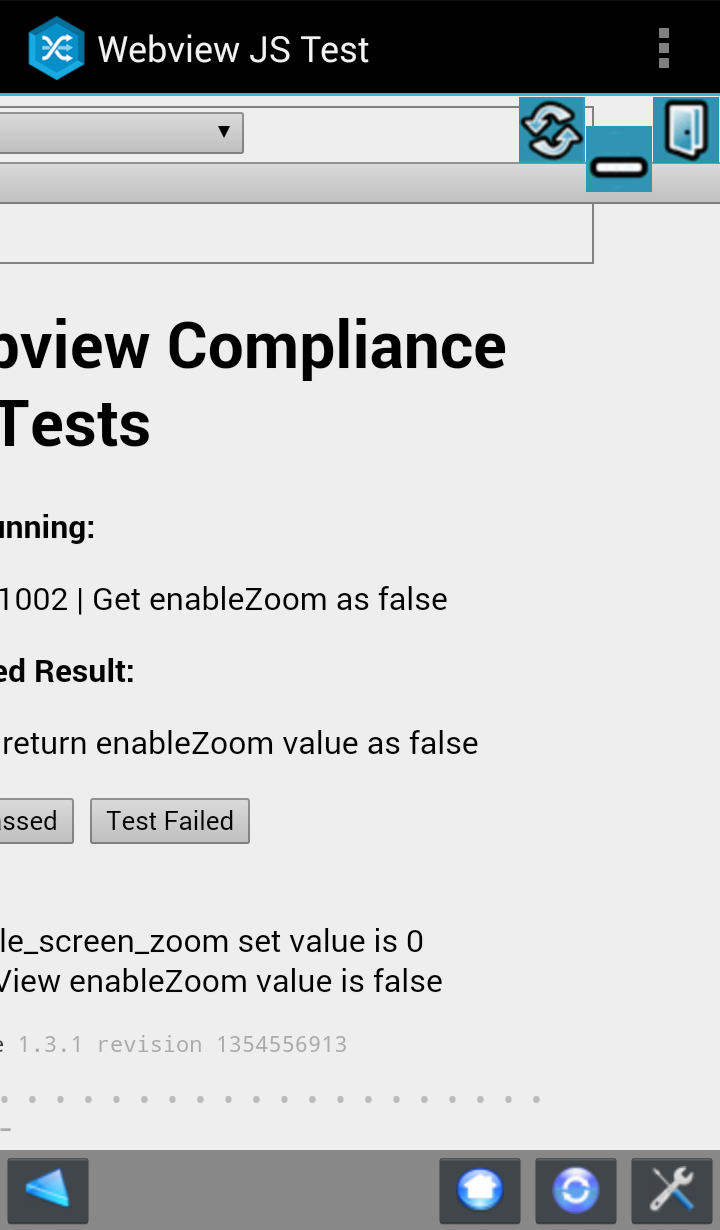 Webview JS Test
bview Compliance
Tests
unning:
1002 | Get enableZoom as false
ed Result:
return enableZoom value as false
assed Test Failed
le_screen_zoom set value is 0
View enableZoom value is false
e 1.3.1 revision 1354556913